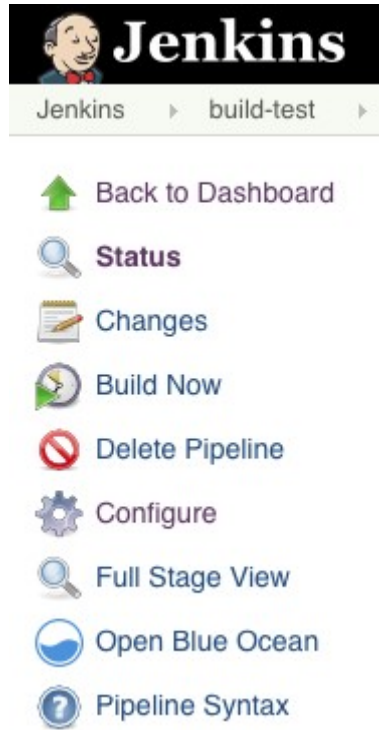 Jenkins
Jenkins build-test
Back to Dashboard
Status
Changes
Build Now
Delete Pipeline
Configure
Full Stage View
Open Blue Ocean
Pipeline Syntax